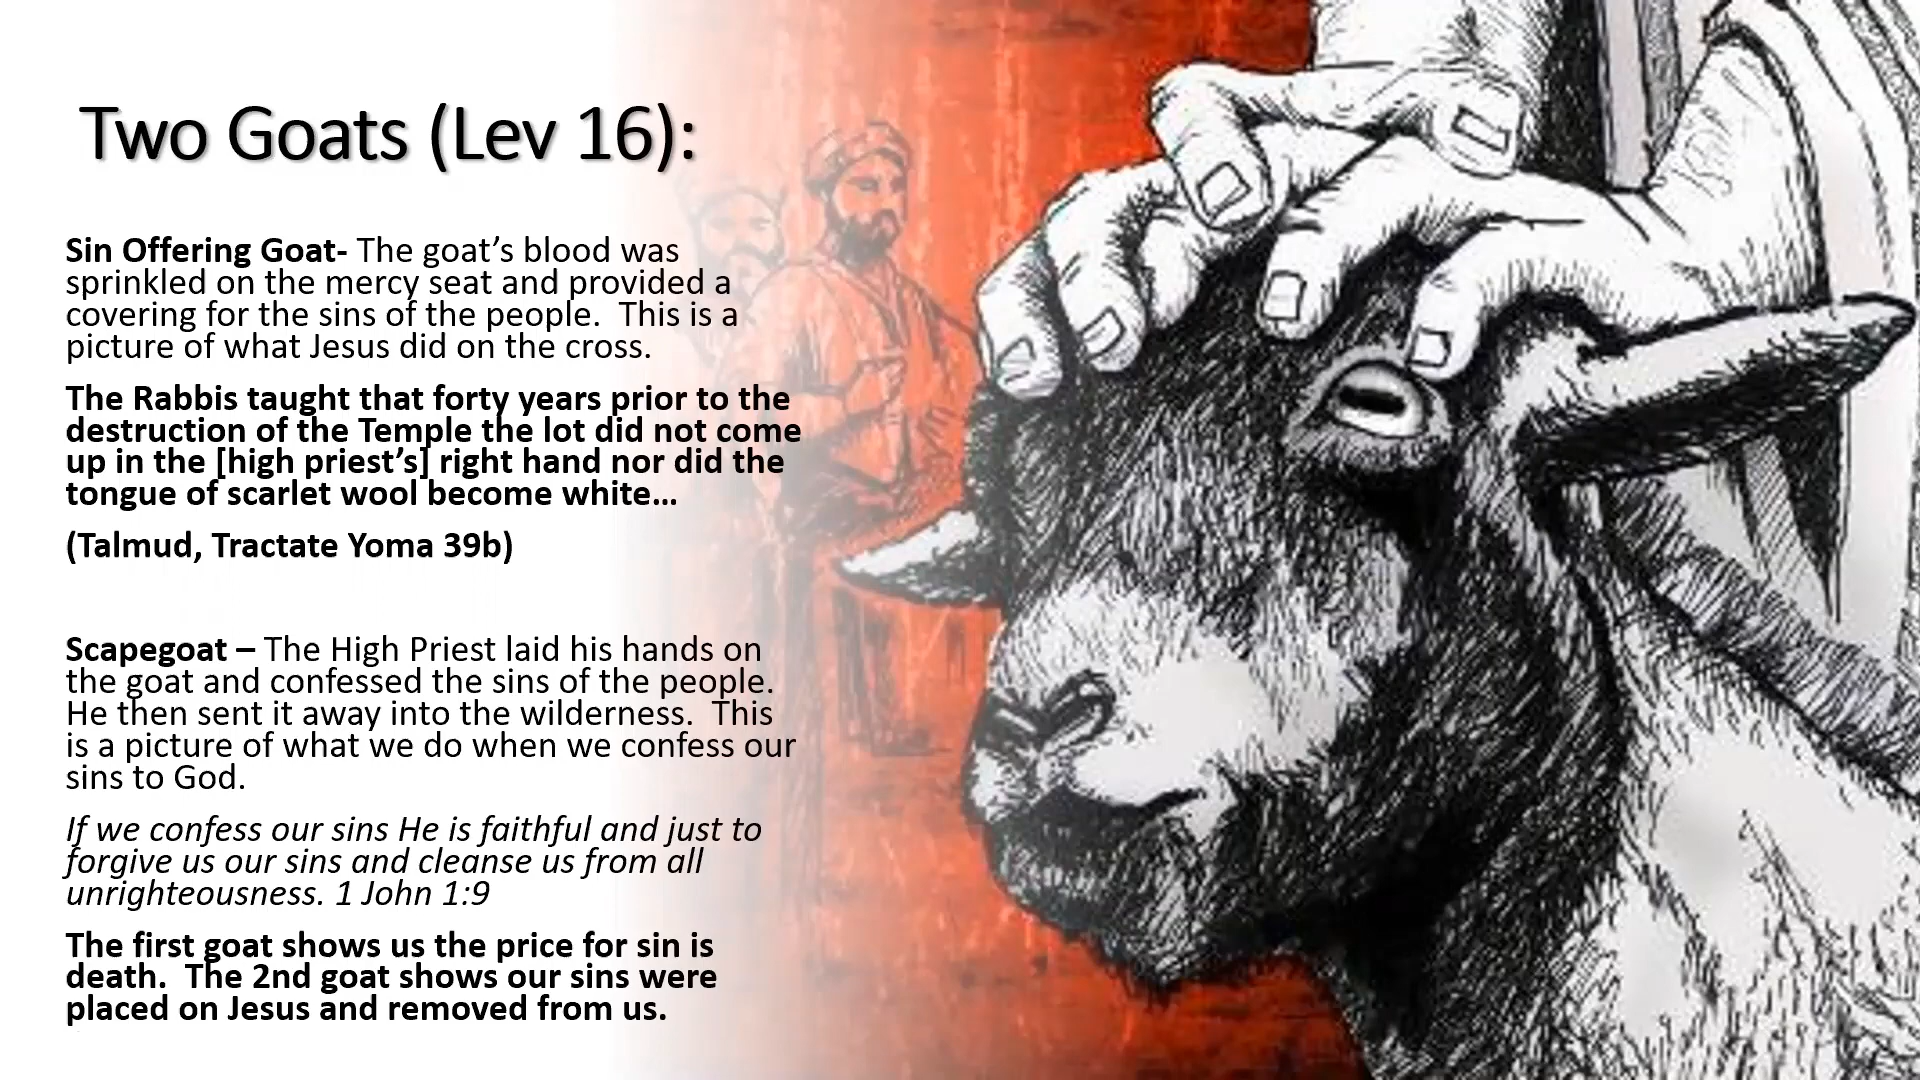 Two Goats (Lev 16):
Sin Offering Goat- The goat’s blood was
sprinkled on the mercy seat and provided a
covering for the sins of the people.  This is a
picture of what Jesus did on the cross.
The Rabbis taught that forty years prior to the
destruction of the Temple the lot did not come
up in the [high priest’s] right hand nor did the
tongue of scarlet wool become white…
(Talmud, Tractate Yoma 39b)
Scapegoat – The High Priest laid his hands on
the goat and confessed the sins of the people.
He then sent it away into the wilderness.  This
is a picture of what we do when we confess our
sins to God.
If we confess our sins He is faithful and just to
forgive us our sins and cleanse us from all
unrighteousness. 1 John 1:9
The first goat shows us the price for sin is
death.  The 2nd goat shows our sins were
placed on Jesus and removed from us.